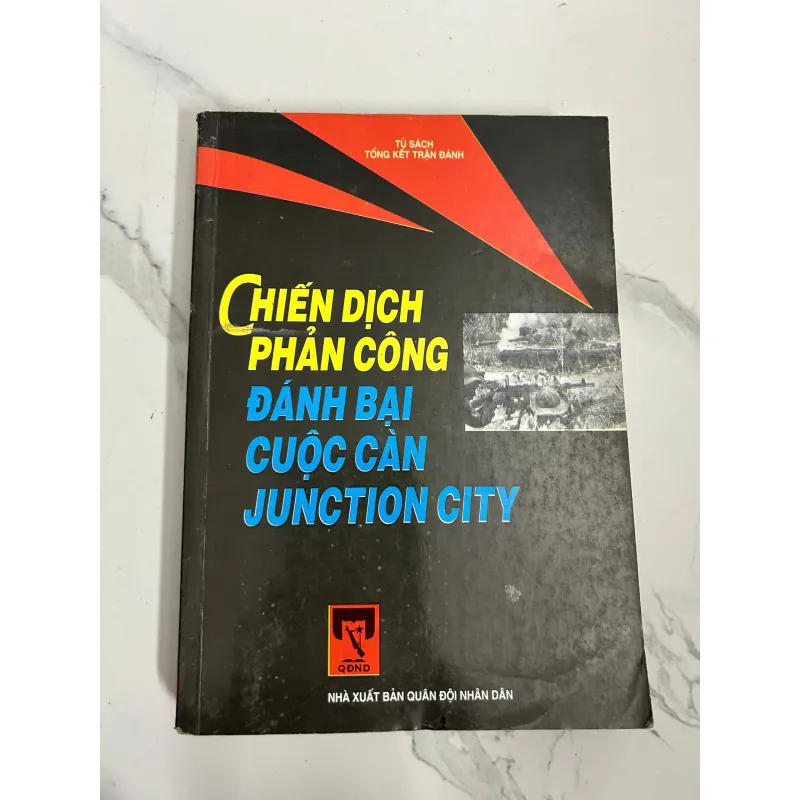 TỦ SÁCH
TỔNG KẾT TRẬN ĐÁNH
CHIẾN DỊCH
PHẢN CÔNG
ĐÁNH BẠI
CUỘC CÀN
JUNCTION CITY
QĐND
NHÀ XUẤT BẢN QUÂN ĐỘI NHÂN DÂN